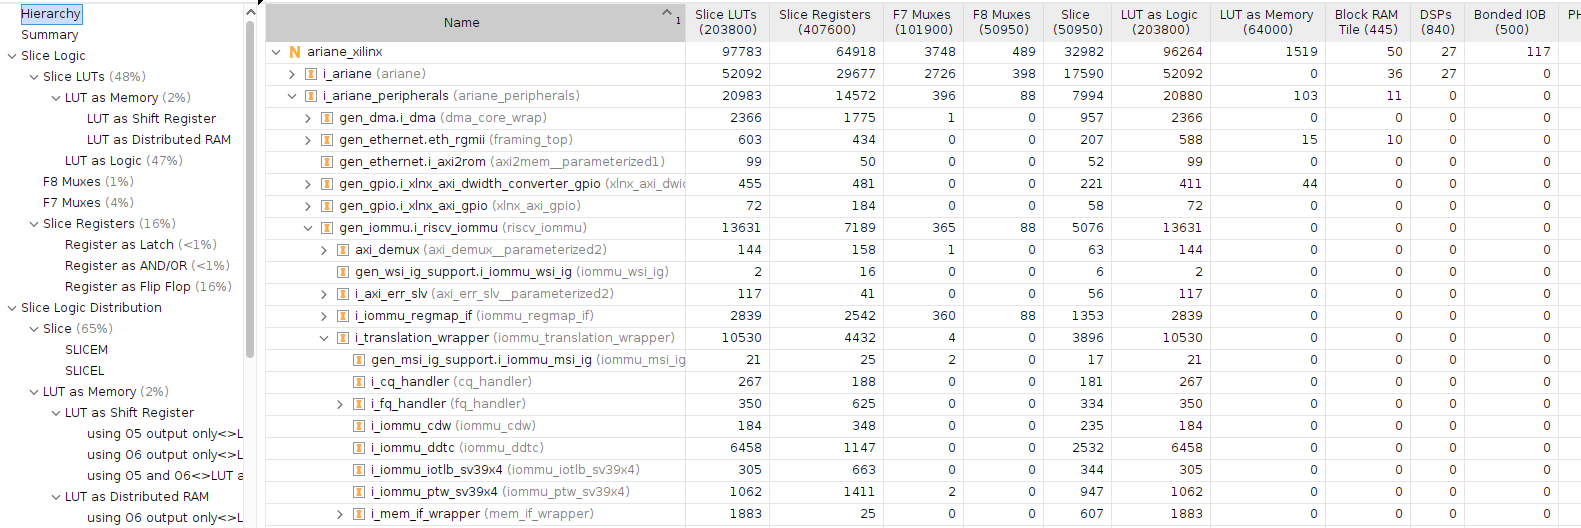 Hierarchy
Summary
Slice Logic
Slice LUTs (48%)
LUT as Memory (2%)
LUT as Shift Register
LUT as Distributed RAM
LUT as Logic (47%)
F8 Muxes (1%)
F7 Muxes (4%)
Slice Registers (16%)
Register as Latch (<1%)
Register as AND/OR (<1%)
Register as Flip Flop (16%)
Slice Logic Distribution
Slice (65%)
SLICEM
SLICEL
LUT as Memory (2%)
LUT as Shift Register
using O5 output only<>L
using O6 output only<>L
using O5 and O6<>LUT a
LUT as Distributed RAM
using O6 output only<>L
Name 1 Slice LUTs (203800) Slice Registers (407600) F7 Muxes (101900) F8 Muxes (50950) Slice (50950) LUT as Logic (203800) LUT as Memory (64000) Block RAM Tile (445) DSPs (840) Bonded IOB (500) PH
N ariane_xilinx 97783 64918 3748 489 32982 96264 1519 50 27 117
I i_ariane (ariane) 52092 29677 2726 398 17590 52092 0 36 27 0
I i_ariane_peripherals (ariane_peripherals) 20983 14572 396 88 7994 20880 103 11 0 0
I gen_dma.i_dma (dma_core_wrap) 2366 1775 1 0 957 2366 0 0 0 0
I gen_ethernet.eth_rgmii (framing_top) 603 434 0 0 207 588 15 10 0 0
I gen_ethernet.i_axi2rom (axi2mem__parameterized1) 99 50 0 0 52 99 0 0 0 0
I gen_gpio.i_xlnx_axi_dwidth_converter_gpio (xlnx_axi_dwic 455 481 0 0 221 411 44 0 0 0
I gen_gpio.i_xlnx_axi_gpio (xlnx_axi_gpio) 72 184 0 0 58 72 0 0 0 0
I gen_iommu.i_riscv_iommu (riscv_iommu) 13631 7189 365 88 5076 13631 0 0 0 0
I axi_demux (axi_demux__parameterized2) 144 158 1 0 63 144 0 0 0 0
I gen_wsi_ig_support.i_iommu_wsi_ig (iommu_wsi_ig) 2 16 0 0 6 2 0 0 0 0
I i_axi_err_slv (axi_err_slv__parameterized2) 117 41 0 0 56 117 0 0 0 0
I i_iommu_regmap_if (iommu_regmap_if) 2839 2542 360 88 1353 2839 0 0 0 0
I i_translation_wrapper (iommu_translation_wrapper) 10530 4432 4 0 3896 10530 0 0 0 0
I gen_msi_ig_support.i_iommu_msi_ig (iommu_msi_ig 21 25 2 0 17 21 0 0 0 0
I i_cq_handler (cq_handler) 267 188 0 0 181 267 0 0 0 0
I i_fq_handler (fq_handler) 350 625 0 0 334 350 0 0 0 0
I i_iommu_cdw (iommu_cdw) 184 348 0 0 235 184 0 0 0 0
I i_iommu_ddtc (iommu_ddtc) 6458 1147 0 0 2532 6458 0 0 0 0
I i_iommu_iotlb_sv39x4 (iommu_iotlb_sv39x4) 305 663 0 0 344 305 0 0 0 0
I i_iommu_ptw_sv39x4 (iommu_ptw_sv39x4) 1062 1411 2 0 947 1062 0 0 0 0
I i_mem_if_wrapper (mem_if_wrapper) 1883 25 0 0 607 1883 0 0 0 0